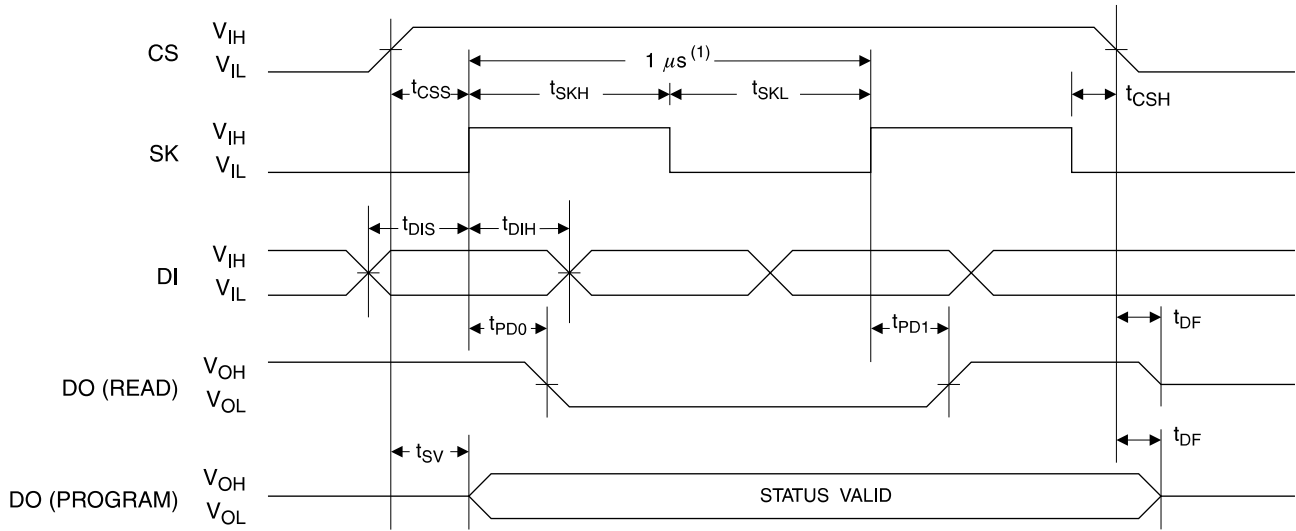 CS V_IH
V_IL
1 μs (1)
t_CSS t_SKH t_SKL t_CSH
SK V_IH
V_IL
t_DIS t_DIH
DI V_IH
V_IL
t_PD0 t_PD1 t_DF
DO (READ) V_OH
V_OL
t_SV t_DF
DO (PROGRAM) V_OH
V_OL
STATUS VALID